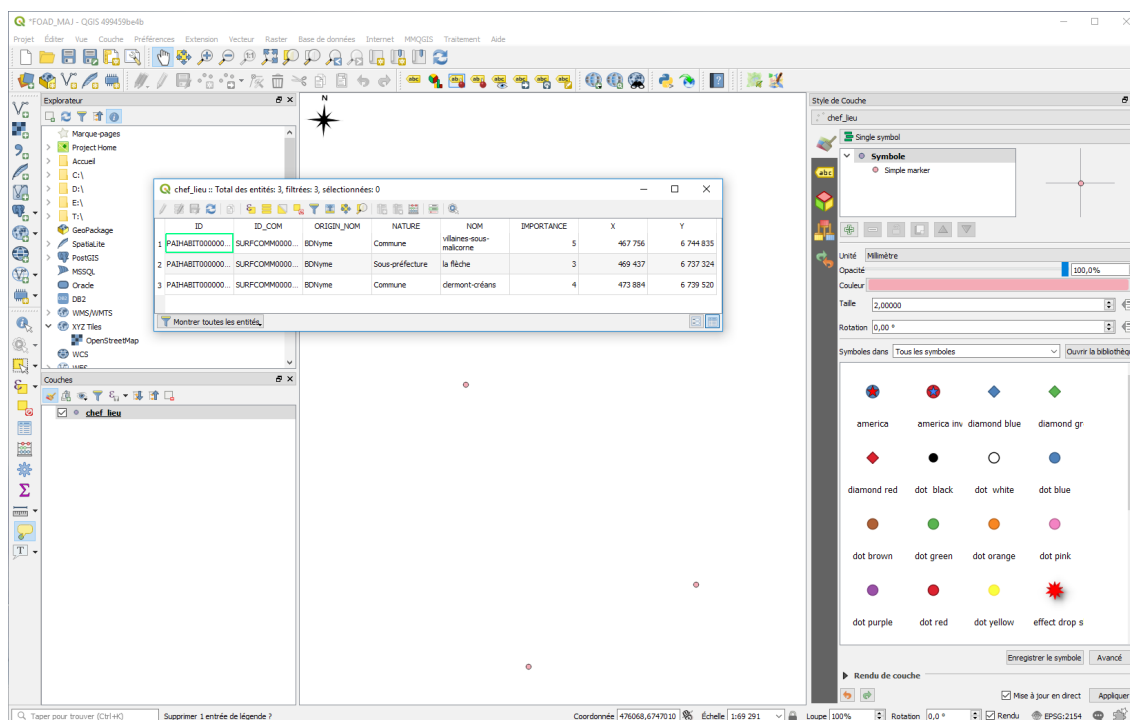 *FOAD_MAJ - QGIS 499459be4b
Projet Éditer Vue Couche Préférences Extension Vecteur Raster Base de données Internet MMQGIS Traitement Aide
Explorateur
Marque-pages
Project Home
Accueil
C:\
D:\
E:\
T:\
GeoPackage
SpatiaLite
PostGIS
MSSQL
Oracle
DB2
WMS/WMTS
XYZ Tiles
OpenStreetMap
WCS
WFS
Couches
chef_lieu
N
chef_lieu :: Total des entités: 3, filtrées: 3, sélectionnées: 0
ID ID_COM ORIGIN_NOM NATURE NOM IMPORTANCE X Y
1 PAIHABIT000000... SURFCOMM0000... BDNyme Commune villaines-sous-malicorne 5 467 756 6 744 835
2 PAIHABIT000000... SURFCOMM0000... BDNyme Sous-préfecture la flèche 3 469 437 6 737 324
3 PAIHABIT000000... SURFCOMM0000... BDNyme Commune clermont-créans 4 473 884 6 739 520
Montrer toutes les entités
Style de Couche
chef_lieu
Single symbol
Symbole
Simple marker
Unité Millimètre
Opacité 100,0%
Couleur
Taille 2,00000
Rotation 0,00 °
Symboles dans Tous les symboles Ouvrir la bibliothèq
america america inv diamond blue diamond gr
diamond red dot black dot white dot blue
dot brown dot green dot orange dot pink
dot purple dot red dot yellow effect drop s
Enregistrer le symbole Avancé
Rendu de couche
Mise à jour en direct Appliquer
Taper pour trouver (Ctrl+K) Supprimer 1 entrée de légende ? Coordonnée 476068,6747010 Échelle 1:69 291 Loupe 100% Rotation 0,0 ° Rendu EPSG:2154